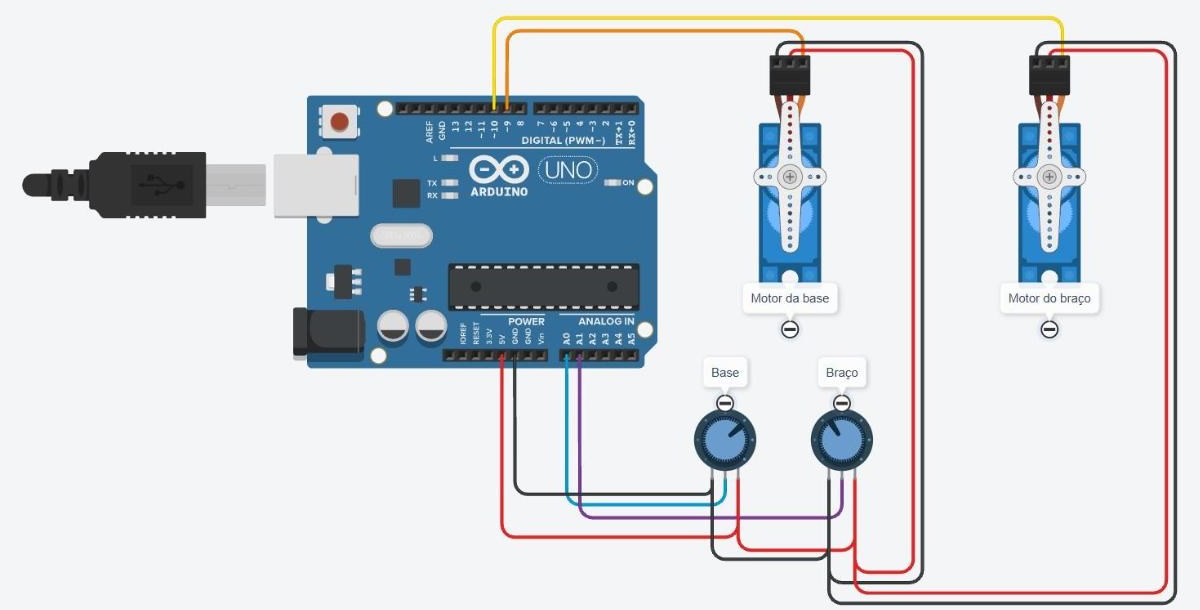 AREF
GND
13
12
~11
~10
~9
8
7
~6
~5
4
~3
2
TX→1
RX←0
DIGITAL (PWM~)
L
TX
RX
ARDUINO
UNO
ON
IOREF
RESET
3.3V
5V
GND
GND
Vin
POWER
ANALOG IN
A0
A1
A2
A3
A4
A5
Motor da base
Motor do braço
Base
Braço